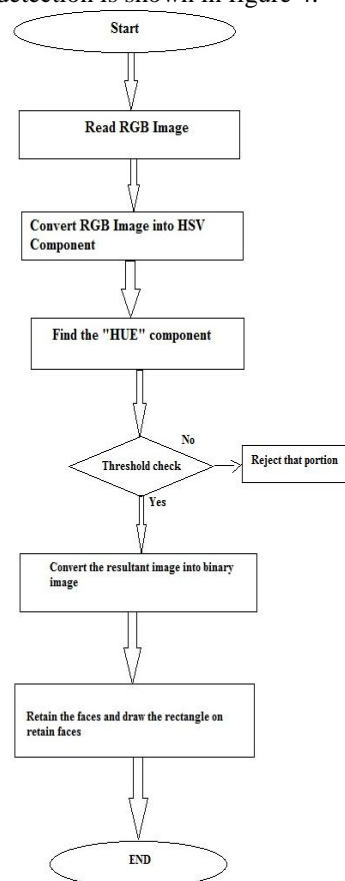 detection is shown in figure 4.
Start
Read RGB Image
Convert RGB Image into HSV
Component
Find the "HUE" component
No
Threshold check
Reject that portion
Yes
Convert the resultant image into binary
image
Retain the faces and draw the rectangle on
retain faces
END